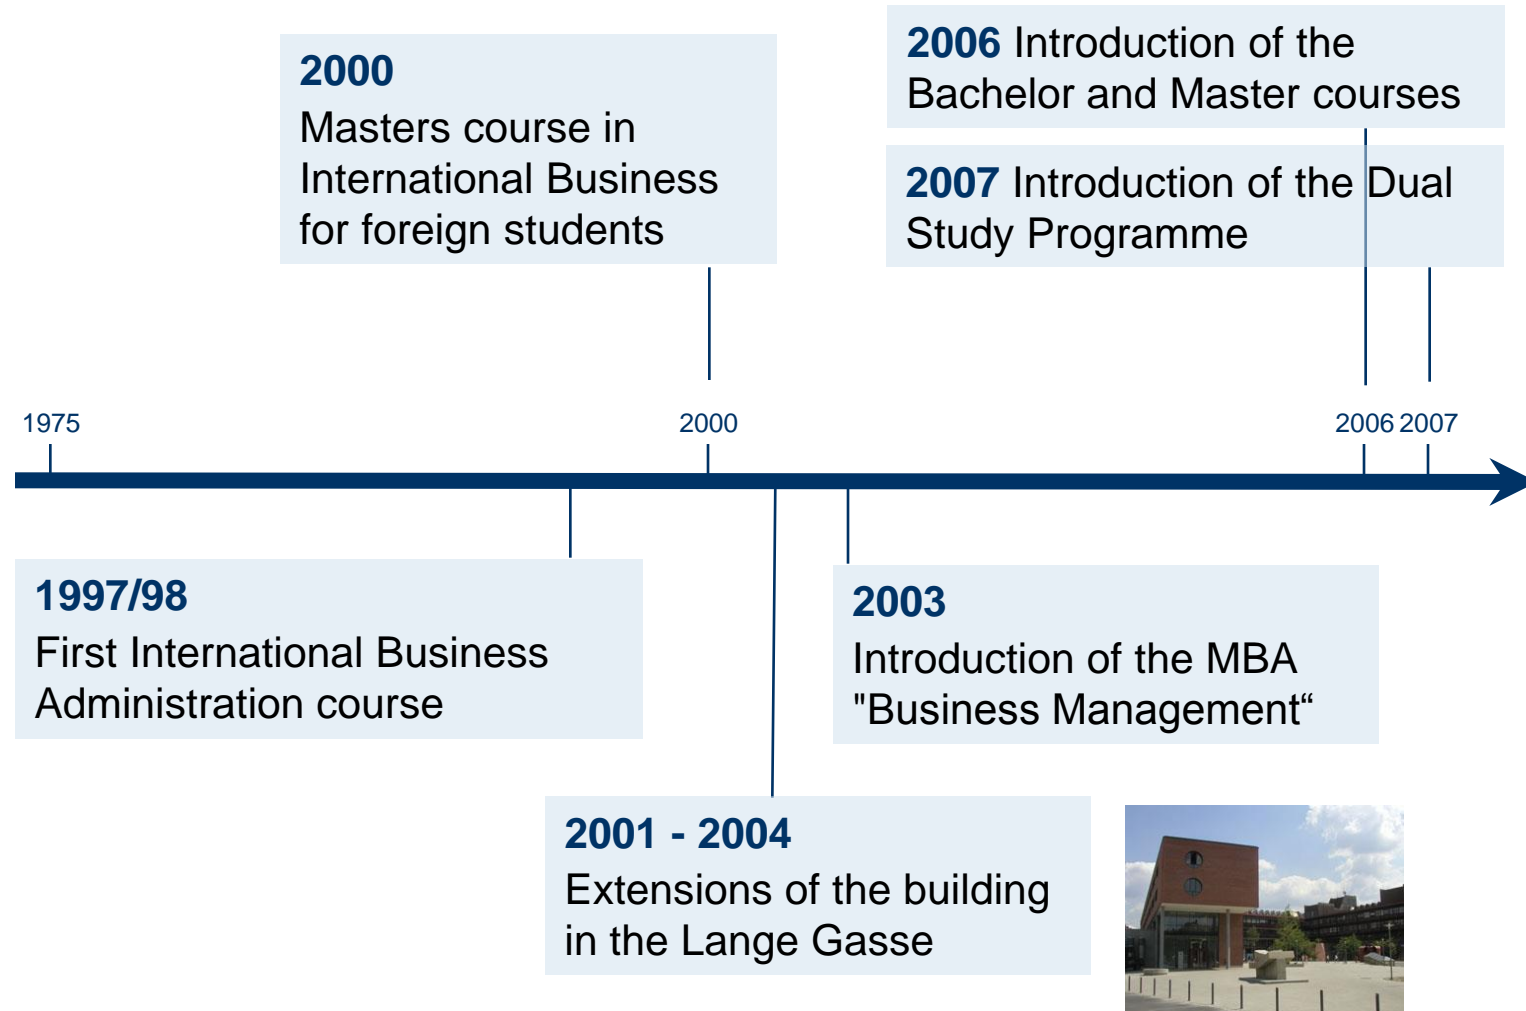 2000
Masters course in
International Business
for foreign students
2006 Introduction of the
Bachelor and Master courses
2007 Introduction of the Dual
Study Programme
1975
2000
2006
2007
1997/98
First International Business
Administration course
2003
Introduction of the MBA
"Business Management“
2001 - 2004
Extensions of the building
in the Lange Gasse